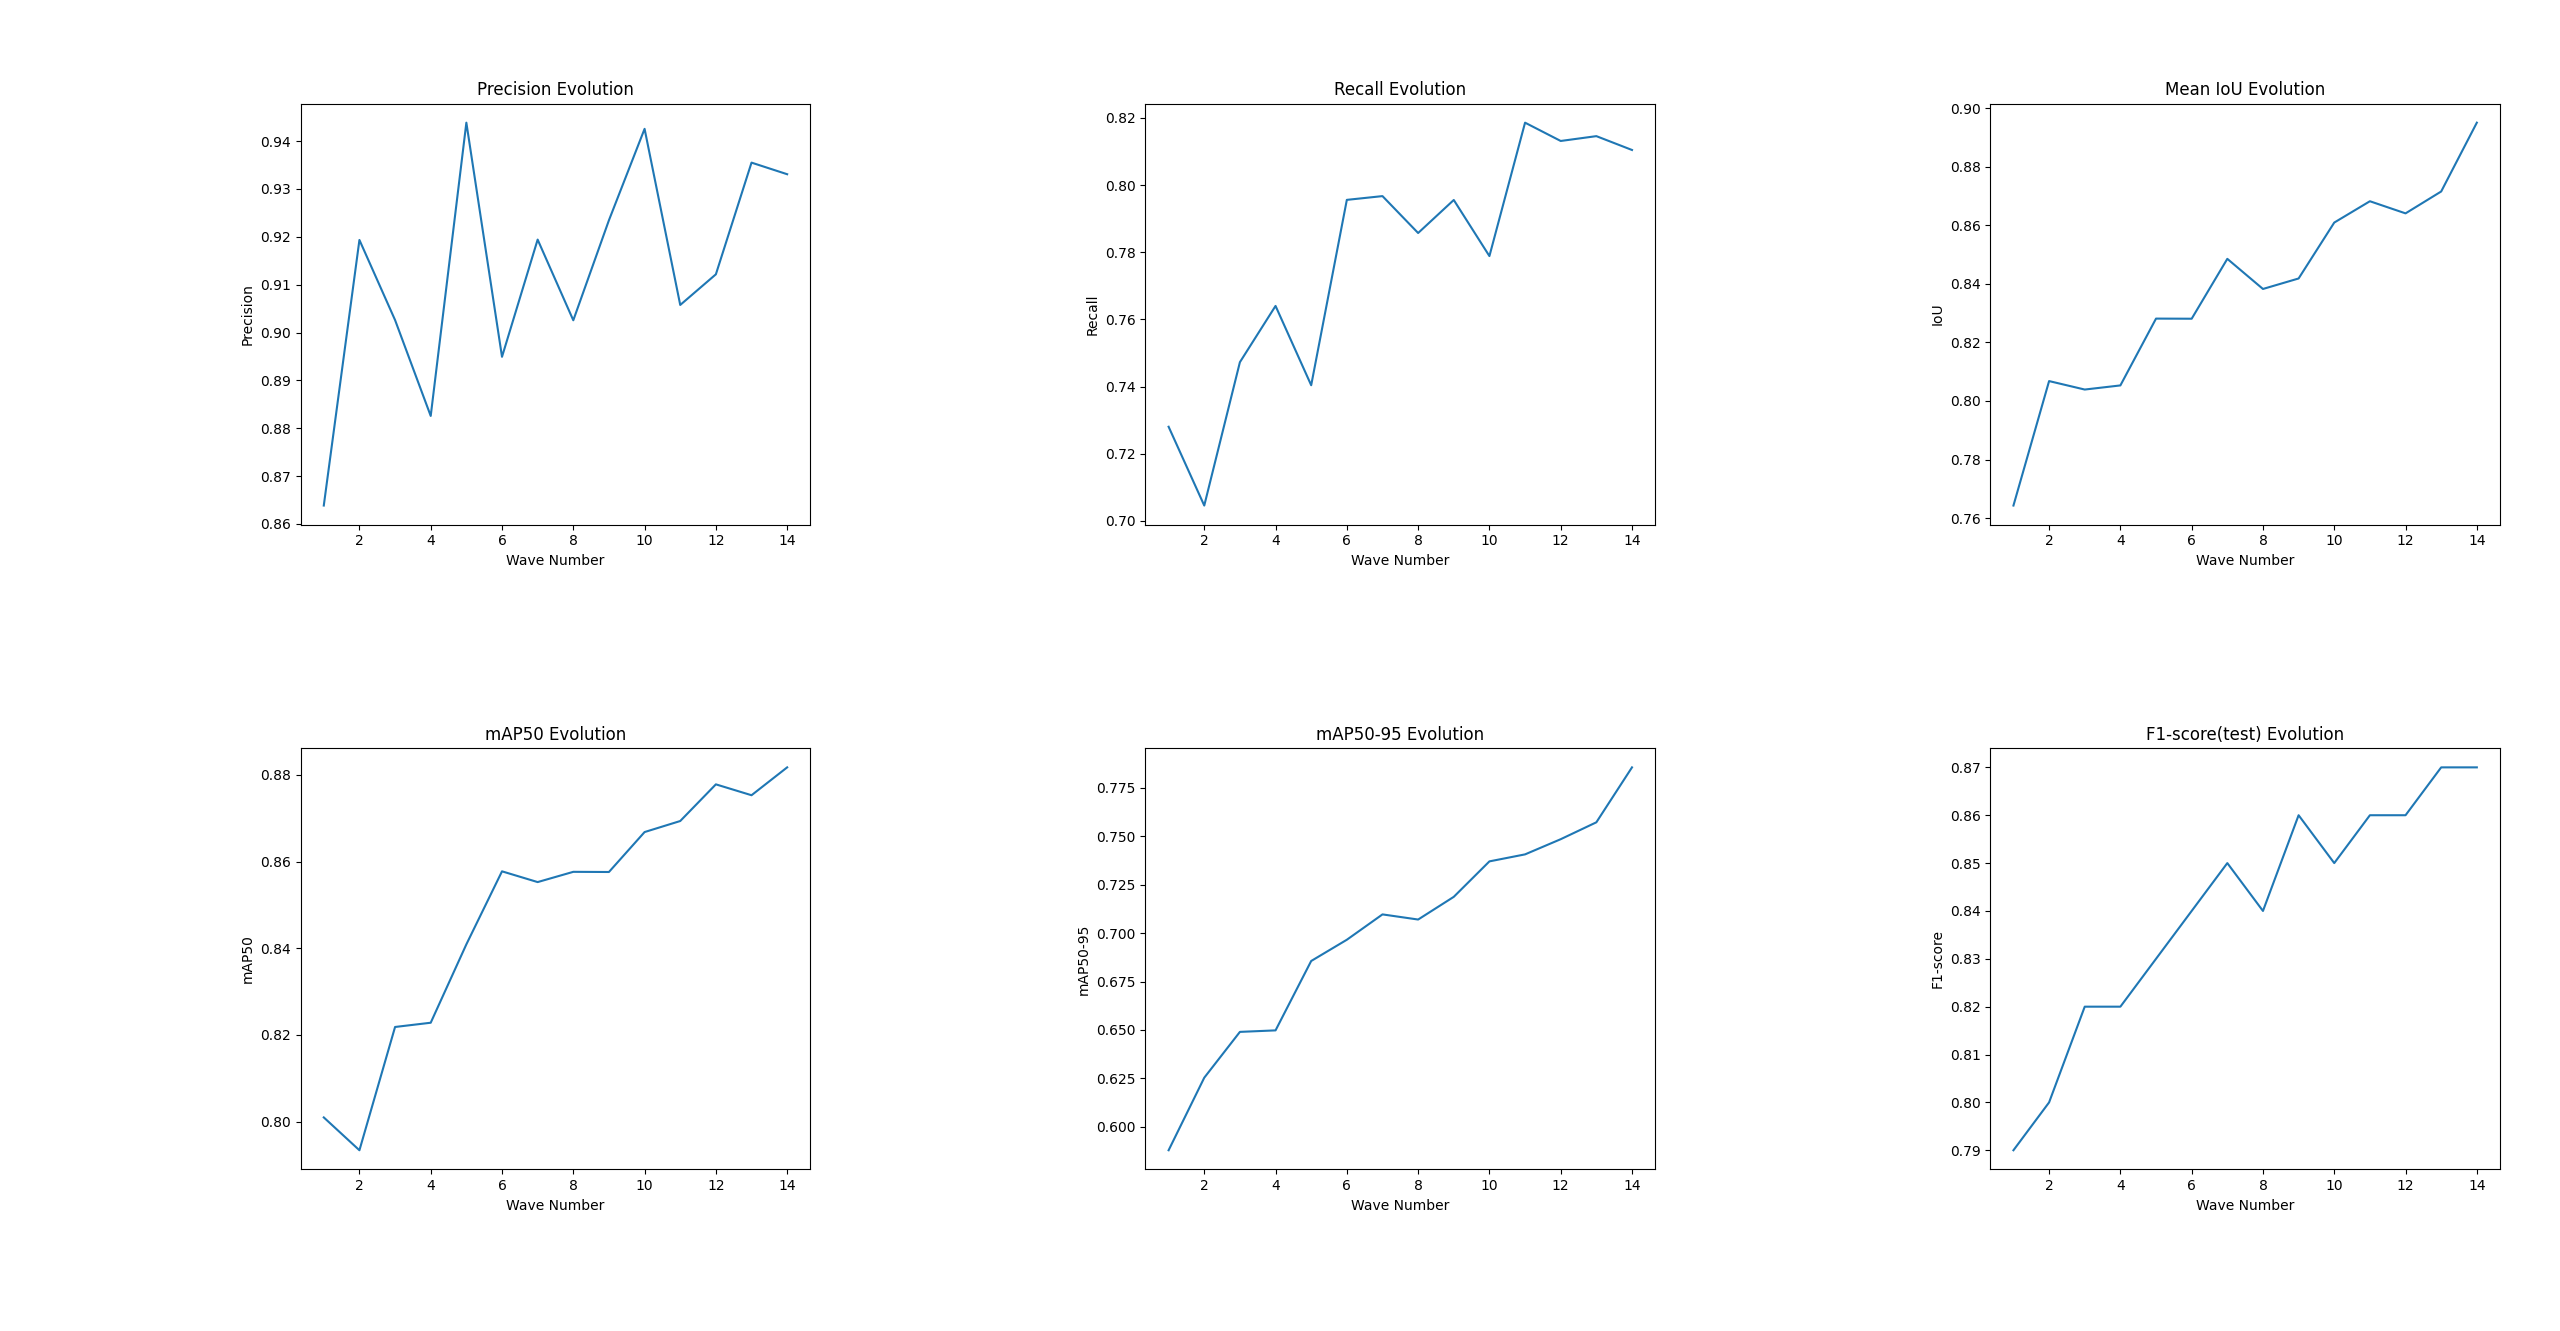 Precision Evolution
Precision
0.94
0.93
0.92
0.91
0.90
0.89
0.88
0.87
0.86
2 4 6 8 10 12 14
Wave Number
Recall Evolution
Recall
0.82
0.80
0.78
0.76
0.74
0.72
0.70
2 4 6 8 10 12 14
Wave Number
Mean IoU Evolution
IoU
0.90
0.88
0.86
0.84
0.82
0.80
0.78
0.76
2 4 6 8 10 12 14
Wave Number
mAP50 Evolution
mAP50
0.88
0.86
0.84
0.82
0.80
2 4 6 8 10 12 14
Wave Number
mAP50-95 Evolution
mAP50-95
0.775
0.750
0.725
0.700
0.675
0.650
0.625
0.600
2 4 6 8 10 12 14
Wave Number
F1-score(test) Evolution
F1-score
0.87
0.86
0.85
0.84
0.83
0.82
0.81
0.80
0.79
2 4 6 8 10 12 14
Wave Number